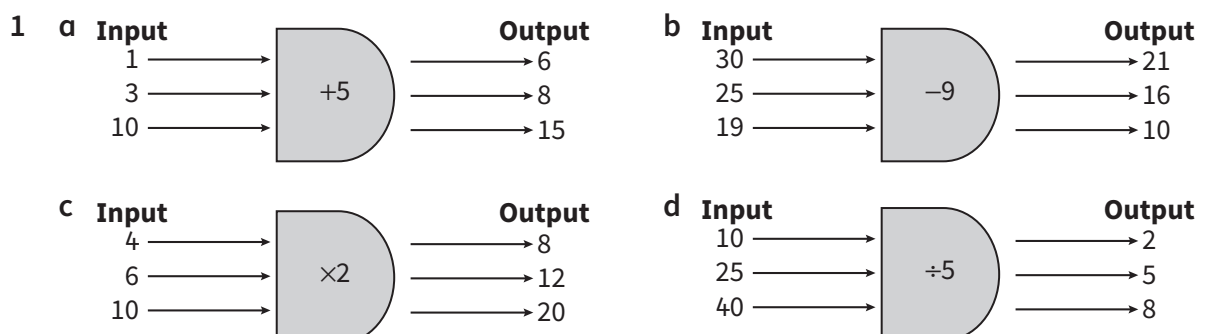 1 a Input Output
1 6
3 +5 8
10 15
b Input Output
30 21
25 −9 16
19 10
c Input Output
4 8
6 ×2 12
10 20
d Input Output
10 2
25 ÷5 5
40 8